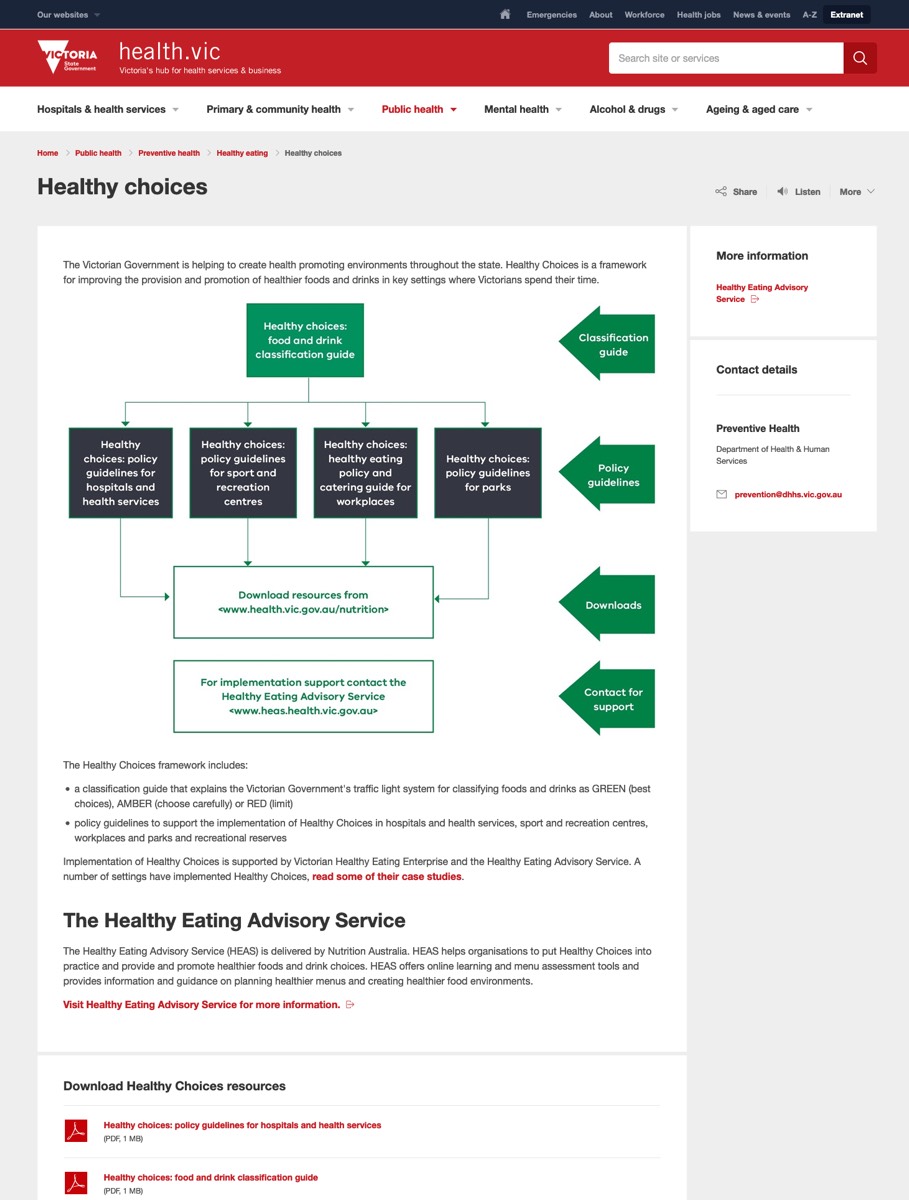 Our websites
Emergencies About Workforce Health jobs News & events A-Z Extranet
VICTORIA
State
Government
health.vic
Victoria's hub for health services & business
Search site or services
Hospitals & health services Primary & community health Public health Mental health Alcohol & drugs Ageing & aged care
Home Public health Preventive health Healthy eating Healthy choices
Healthy choices
Share Listen More
The Victorian Government is helping to create health promoting environments throughout the state. Healthy Choices is a framework
for improving the provision and promotion of healthier foods and drinks in key settings where Victorians spend their time.
Healthy choices:
food and drink
classification guide
Classification
guide
Healthy
choices: policy
guidelines for
hospitals and
health services
Healthy choices:
policy guidelines
for sport and
recreation
centres
Healthy choices:
healthy eating
policy and
catering guide for
workplaces
Healthy choices:
policy guidelines
for parks
Policy
guidelines
Download resources from
<www.health.vic.gov.au/nutrition>
Downloads
For implementation support contact the
Healthy Eating Advisory Service
<www.heas.health.vic.gov.au>
Contact for
support
The Healthy Choices framework includes:
• a classification guide that explains the Victorian Government's traffic light system for classifying foods and drinks as GREEN (best
choices), AMBER (choose carefully) or RED (limit)
• policy guidelines to support the implementation of Healthy Choices in hospitals and health services, sport and recreation centres,
workplaces and parks and recreational reserves
Implementation of Healthy Choices is supported by Victorian Healthy Eating Enterprise and the Healthy Eating Advisory Service. A
number of settings have implemented Healthy Choices, read some of their case studies.
The Healthy Eating Advisory Service
The Healthy Eating Advisory Service (HEAS) is delivered by Nutrition Australia. HEAS helps organisations to put Healthy Choices into
practice and provide and promote healthier foods and drink choices. HEAS offers online learning and menu assessment tools and
provides information and guidance on planning healthier menus and creating healthier food environments.
Visit Healthy Eating Advisory Service for more information.
Download Healthy Choices resources
Healthy choices: policy guidelines for hospitals and health services
(PDF, 1 MB)
Healthy choices: food and drink classification guide
(PDF, 1 MB)
More information
Healthy Eating Advisory
Service
Contact details
Preventive Health
Department of Health & Human
Services
prevention@dhhs.vic.gov.au